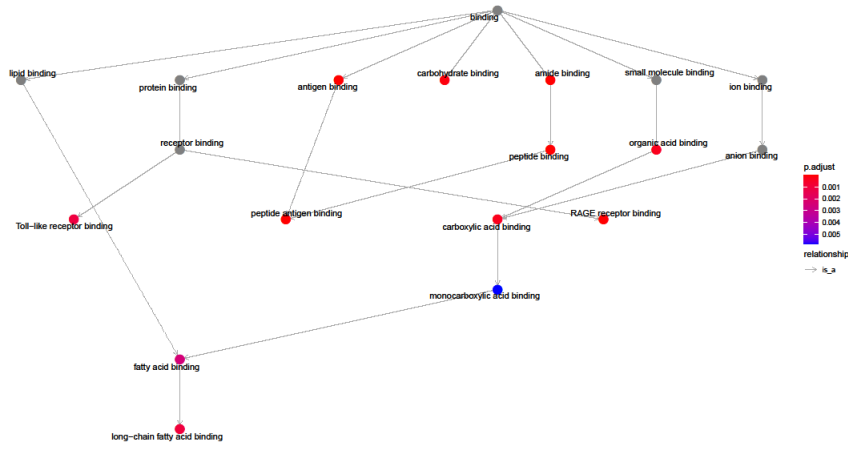 binding
lipid binding
protein binding
antigen binding
carbohydrate binding
amide binding
small molecule binding
ion binding
receptor binding
peptide binding
organic acid binding
anion binding
Toll-like receptor binding
peptide antigen binding
carboxylic acid binding
RAGE receptor binding
monocarboxylic acid binding
fatty acid binding
long-chain fatty acid binding
p.adjust
0.001
0.002
0.003
0.004
0.005
relationship
is_a